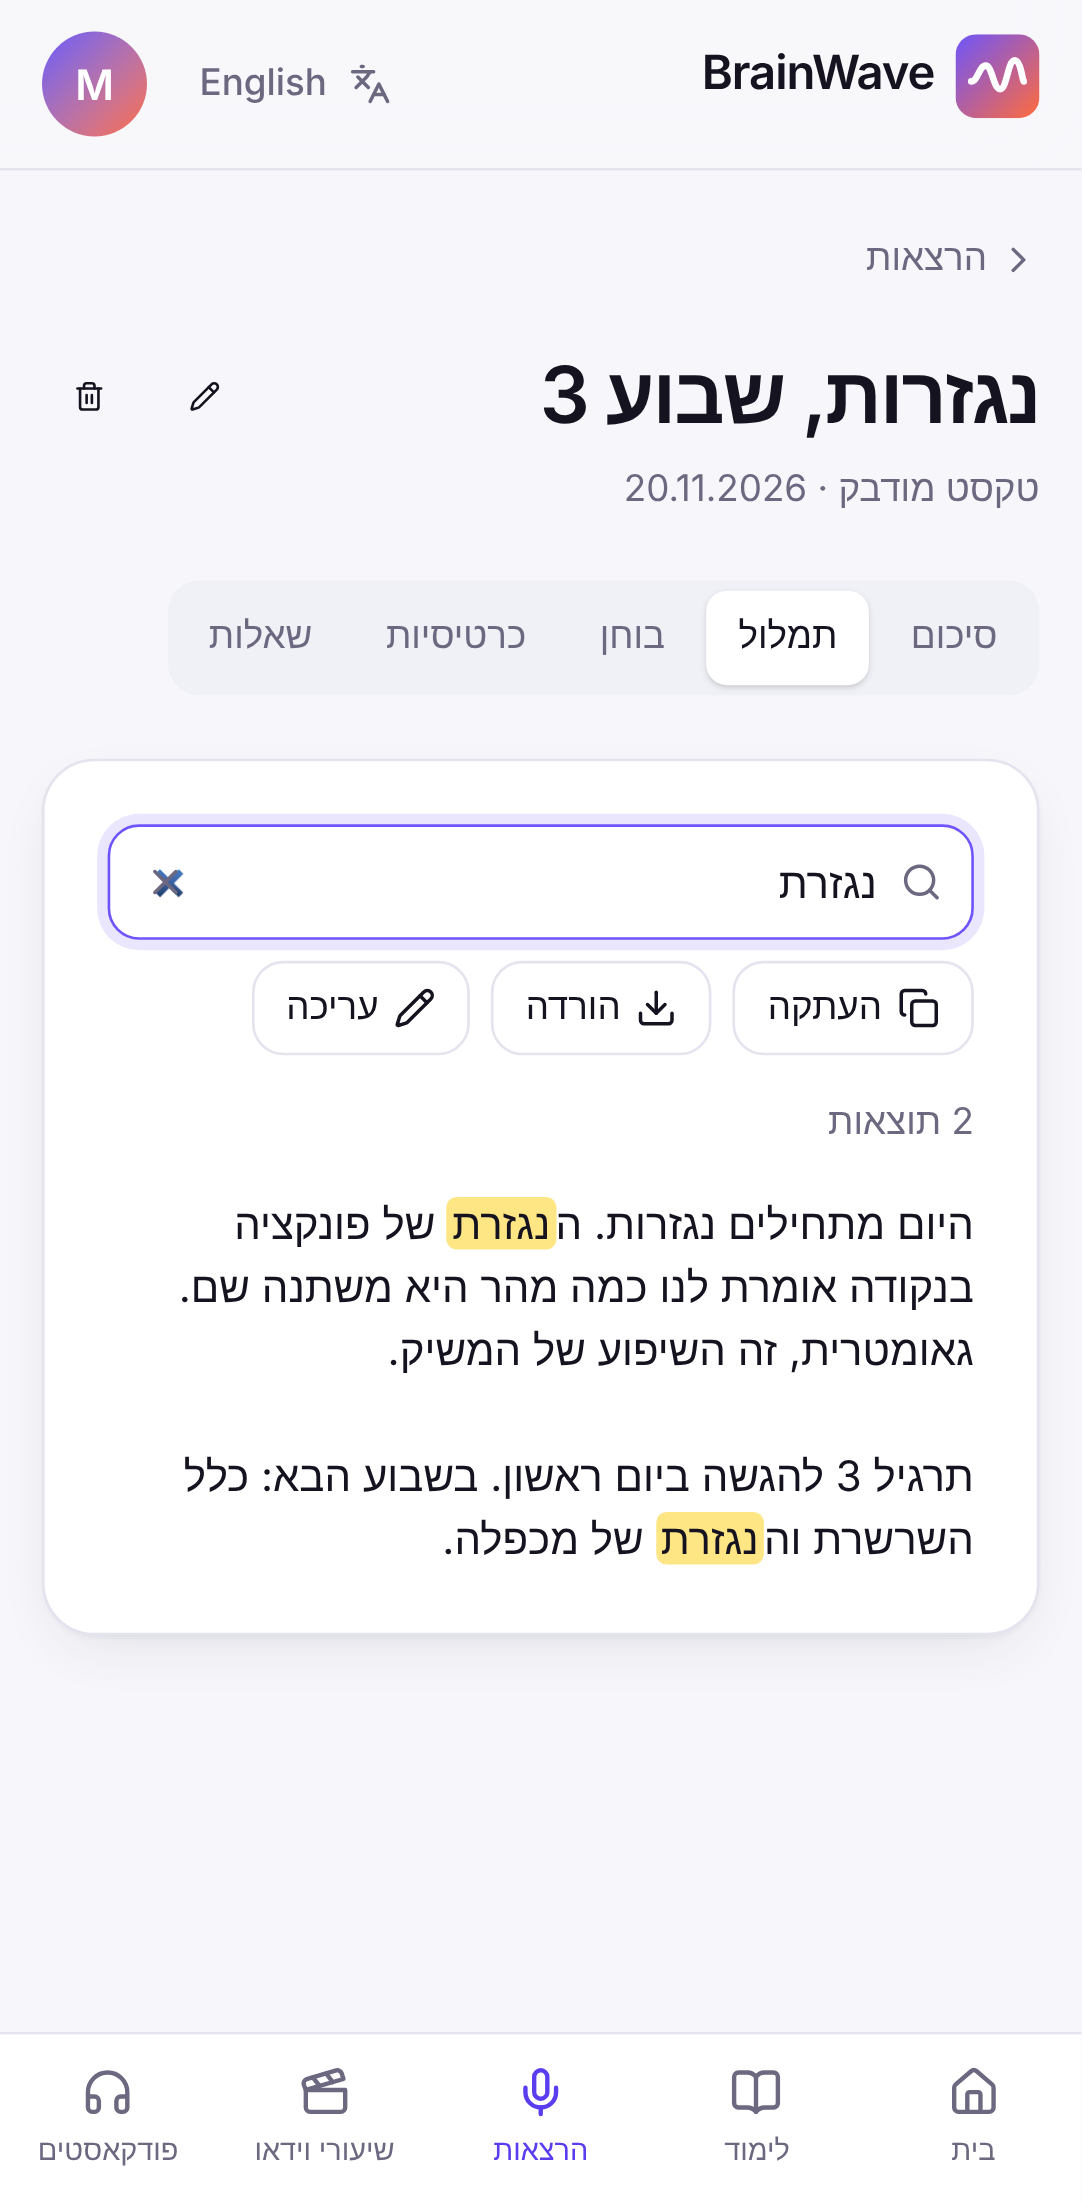 BrainWave
English
M
הרצאות
נגזרות, שבוע 3
טקסט מודבק · 20.11.2026
סיכום
תמלול
בוחן
כרטיסיות
שאלות
נגזרת
העתקה
הורדה
עריכה
2 תוצאות
היום מתחילים נגזרות. הנגזרת של פונקציה
בנקודה אומרת לנו כמה מהר היא משתנה שם.
גאומטרית, זה השיפוע של המשיק.
תרגיל 3 להגשה ביום ראשון. בשבוע הבא: כלל
השרשרת והנגזרת של מכפלה.
בית
לימוד
הרצאות
שיעורי וידאו
פודקאסטים